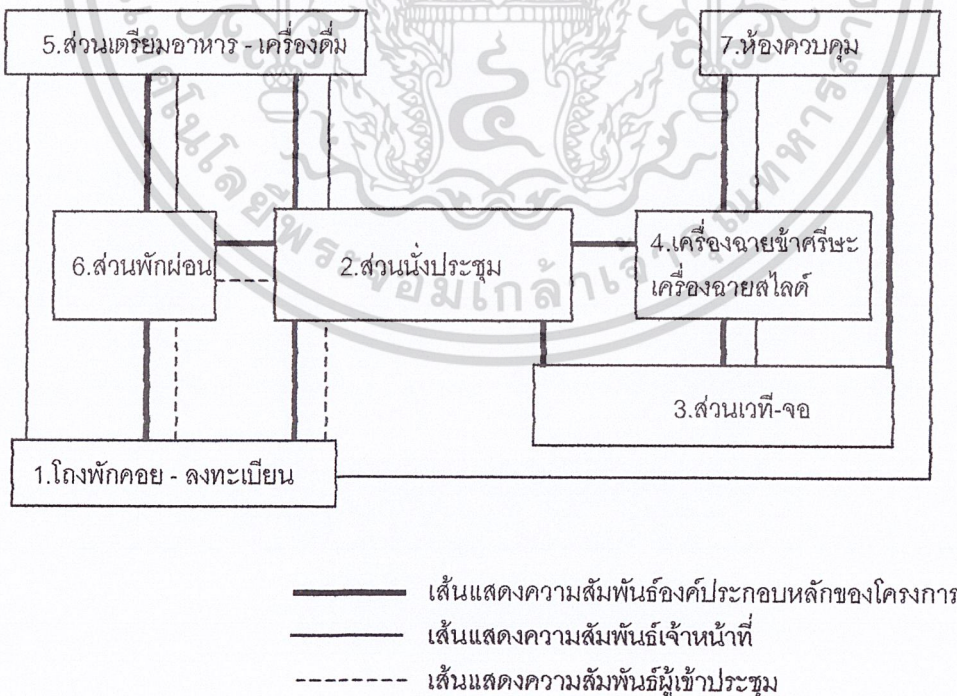 5.ส่วนเตรียมอาหาร - เครื่องดื่ม
7.ห้องควบคุม
6.ส่วนพักผ่อน
2.ส่วนนั่งประชุม
4.เครื่องฉายข้าศรีษะ
เครื่องฉายสไลด์
3.ส่วนเวที-จอ
1.โถงพักคอย - ลงทะเบียน
เส้นแสดงความสัมพันธ์องค์ประกอบหลักของโครงการ
เส้นแสดงความสัมพันธ์เจ้าหน้าที่
เส้นแสดงความสัมพันธ์ผู้เข้าประชุม